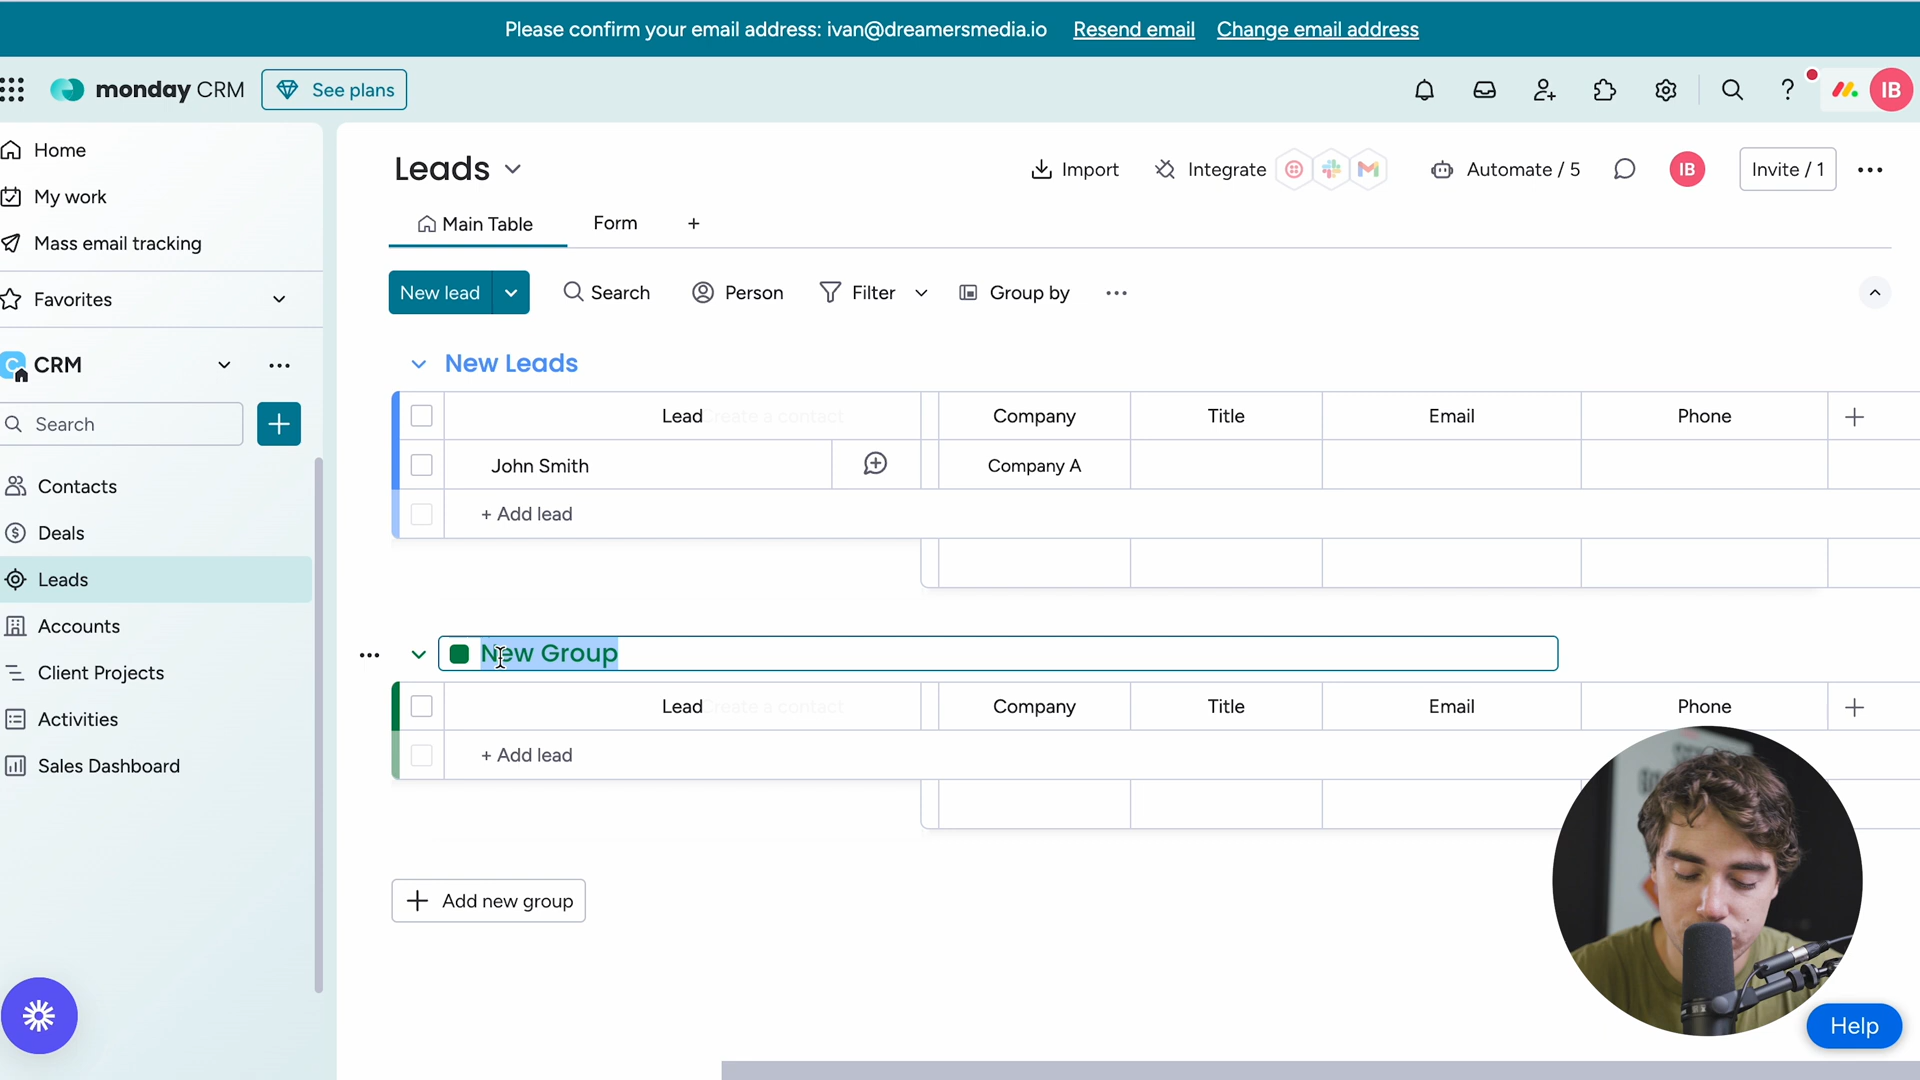 Please confirm your email address: ivan@dreamersmedia.io Resend email Change email address
monday CRM See plans
IB
Home
My work
Mass email tracking
Favorites
CRM
Search
Contacts
Deals
Leads
Accounts
Client Projects
Activities
Sales Dashboard
Leads
Import Integrate Automate / 5 IB Invite / 1
Main Table Form +
New lead Search Person Filter Group by
New Leads
Lead Create a contact Company Title Email Phone
John Smith Company A
+ Add lead
New Group
Lead Create a contact Company Title Email Phone
+ Add lead
+ Add new group
Help